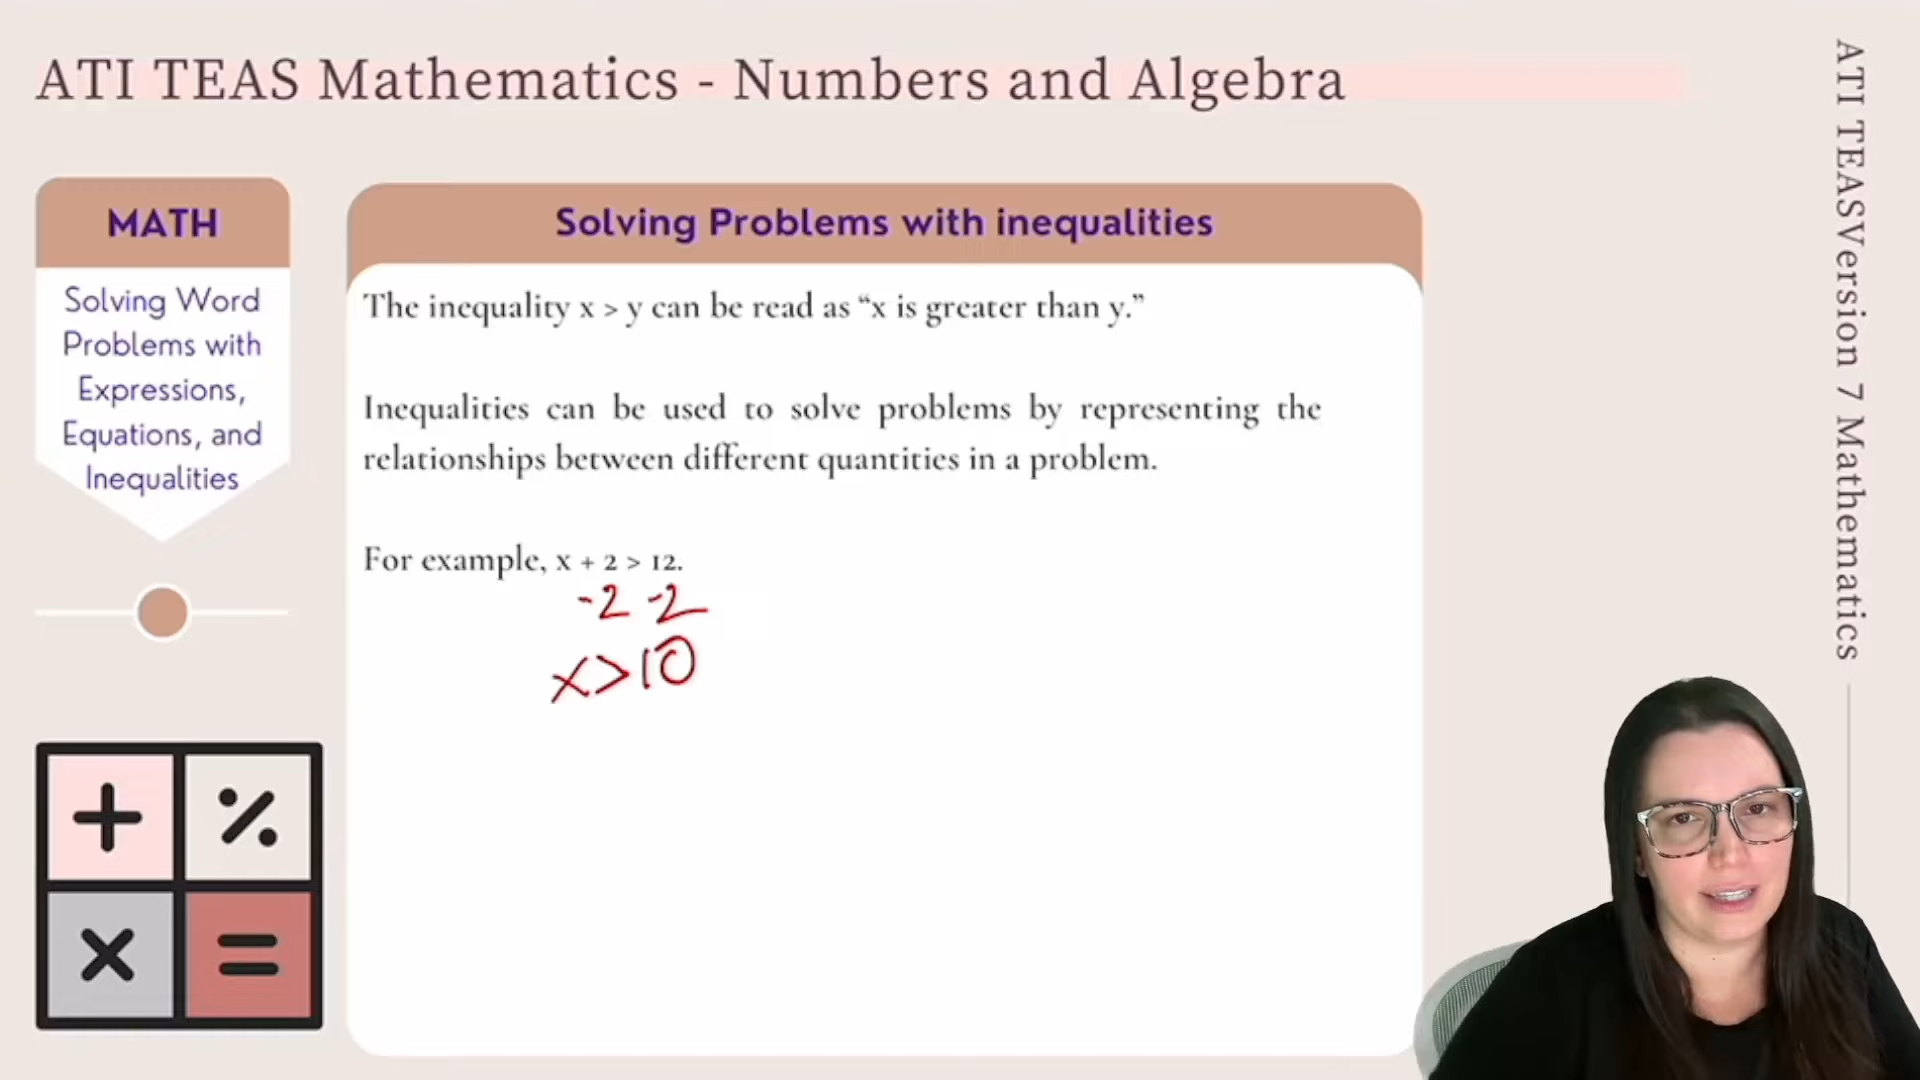 ATI TEAS Mathematics - Numbers and Algebra
MATH
Solving Word
Problems with
Expressions,
Equations, and
Inequalities
Solving Problems with inequalities
The inequality x > y can be read as “x is greater than y.”
Inequalities can be used to solve problems by representing the
relationships between different quantities in a problem.
For example, x + 2 > 12.
-2 -2
x>10
+ %
× =
ATI TEASVersion 7 Mathematics